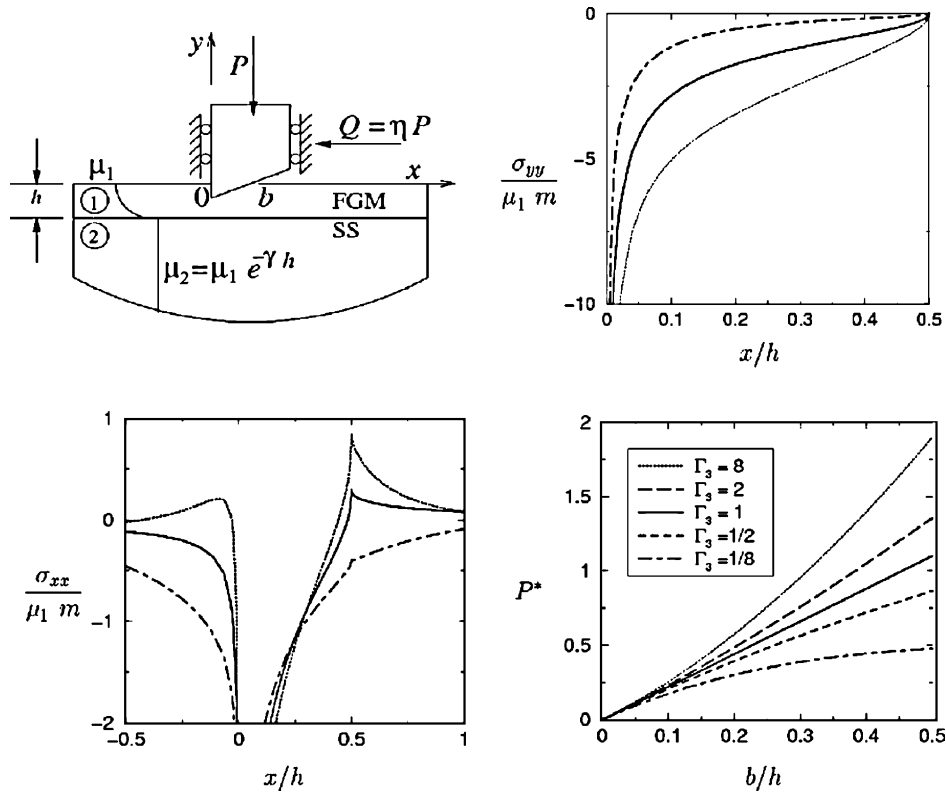 y
P
Q = η P
μ₁
x
h
1
0
b
FGM
2
SS
μ₂=μ₁ e^-γ h
0
-5
-10
σyy
μ₁ m
0
0.1
0.2
0.3
0.4
0.5
x/h
1
0
-1
-2
σxx
μ₁ m
-0.5
0
0.5
1
x/h
2
1.5
1
0.5
0
P*
Γ₃ = 8
Γ₃ = 2
Γ₃ = 1
Γ₃ =1/2
Γ₃ =1/8
0
0.1
0.2
0.3
0.4
0.5
b/h